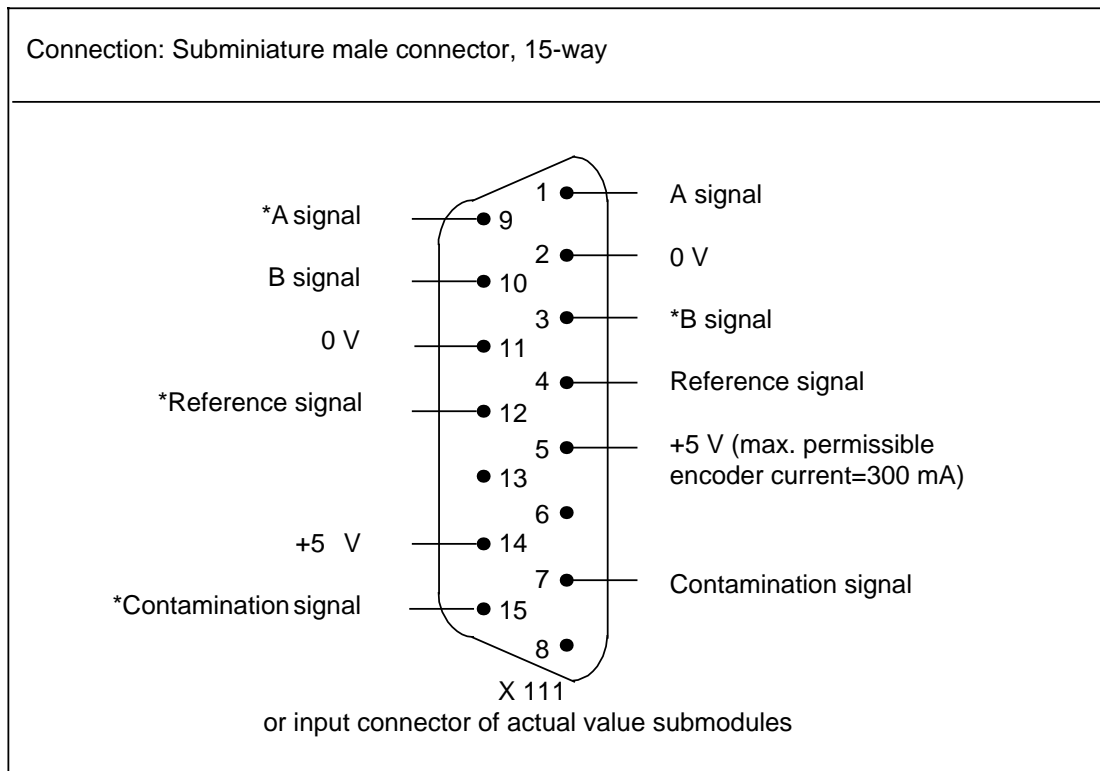 Connection: Subminiature male connector, 15-way
1 A signal
*A signal 9
2 0 V
B signal 10
3 *B signal
0 V 11
4 Reference signal
*Reference signal 12
5 +5 V (max. permissible
encoder current=300 mA)
13
6
+5 V 14
7 Contamination signal
*Contamination signal 15
8
X 111
or input connector of actual value submodules